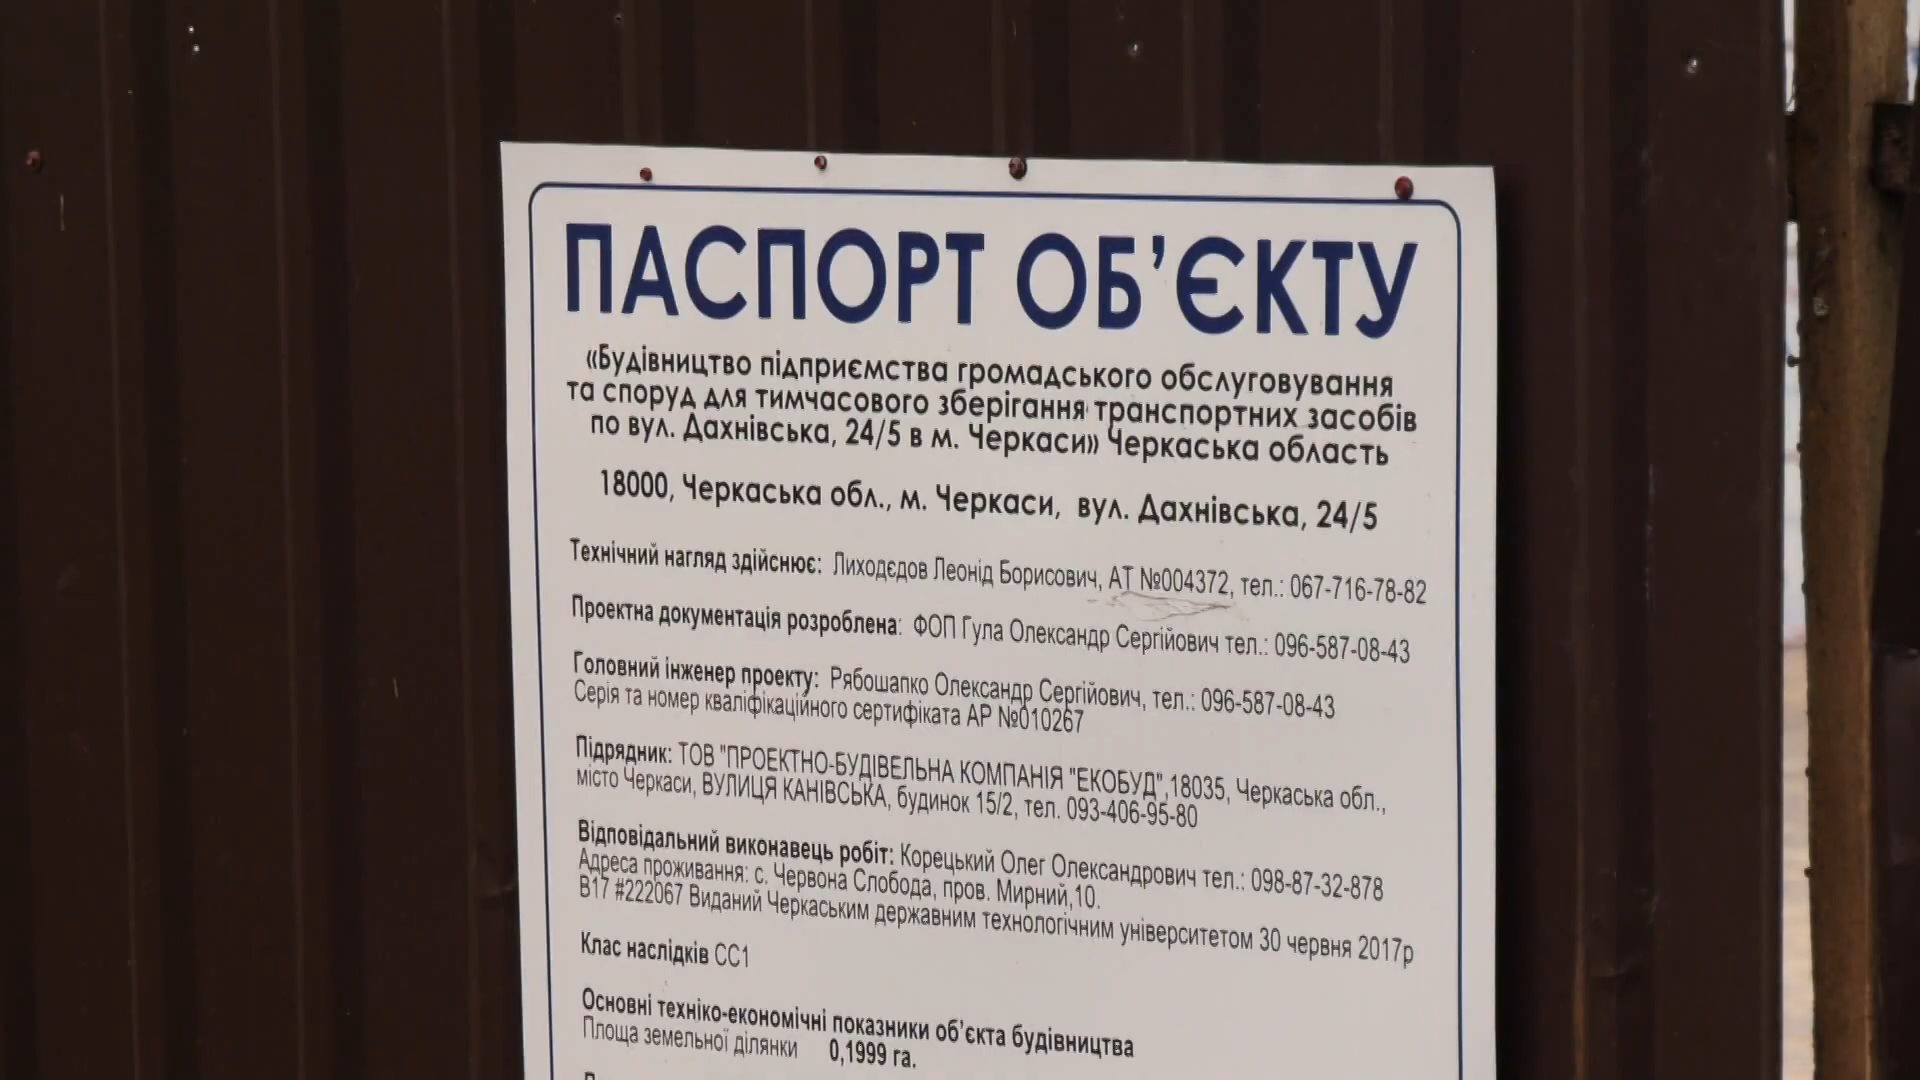 ПАСПОРТ ОБ’ЄКТУ
«Будівництво підприємства громадського обслуговування
та споруд для тимчасового зберігання транспортних засобів
по вул. Дахнівська, 24/5 в м. Черкаси» Черкаська область
18000, Черкаська обл., м. Черкаси, вул. Дахнівська, 24/5
Технічний нагляд здійснює: Лиходєдов Леонід Борисович, АТ №004372, тел.: 067-716-78-82
Проектна документація розроблена: ФОП Гула Олександр Сергійович тел.: 096-587-08-43
Головний інженер проекту: Рябошапко Олександр Сергійович, тел.: 096-587-08-43
Серія та номер кваліфікаційного сертифіката АР №010267
Підрядник: ТОВ "ПРОЕКТНО-БУДІВЕЛЬНА КОМПАНІЯ "ЕКОБУД",18035, Черкаська обл.,
місто Черкаси, ВУЛИЦЯ КАНІВСЬКА, будинок 15/2, тел. 093-406-95-80
Відповідальний виконавець робіт: Корецький Олег Олександрович тел.: 098-87-32-878
Адреса проживання: с. Червона Слобода, пров. Мирний,10.
В17 #222067 Виданий Черкаським державним технологічним університетом 30 червня 2017р
Клас наслідків СС1
Основні техніко-економічні показники об’єкта будівництва
Площа земельної ділянки 0,1999 га.